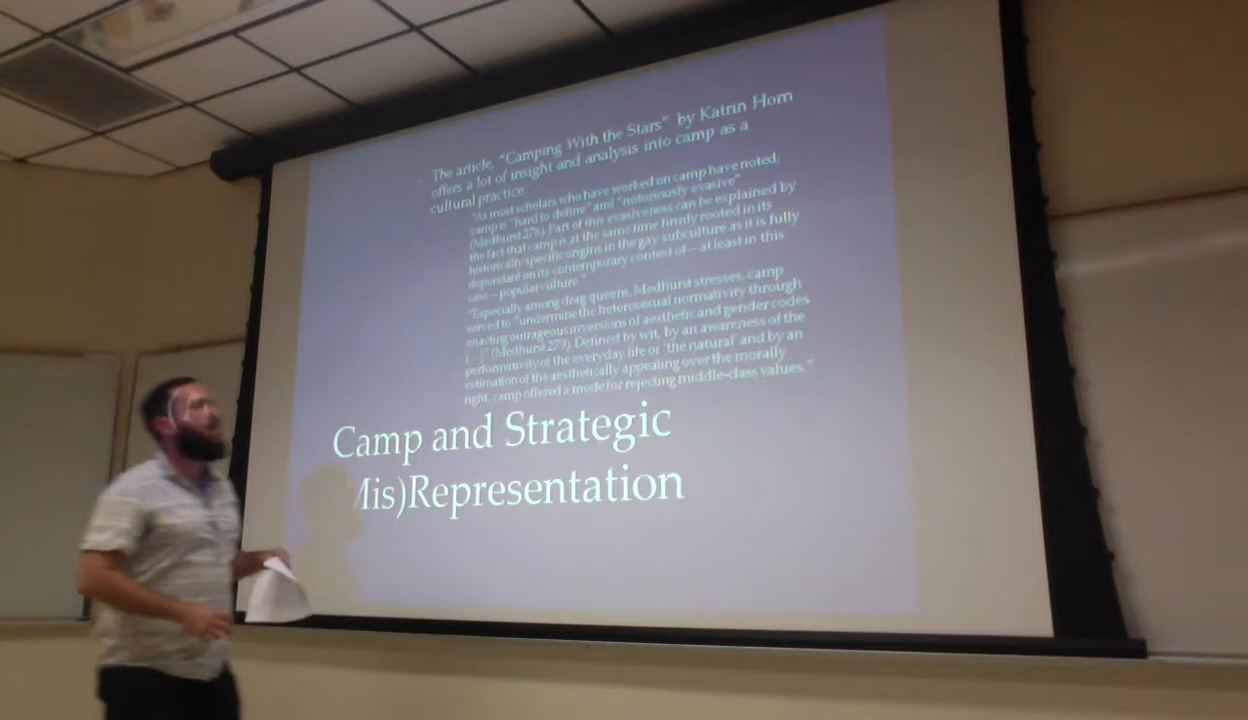 The article, "Camping With the Stars" by Katrin Horn
offers a lot of insight and analysis into camp as a
cultural practice.
"As most scholars who have worked on camp have noted,
camp is "hard to define" and "notoriously evasive"
(Medhurst 276). Part of this evasiveness can be explained by
the fact that camp is at the same time firmly rooted in its
historically specific origins in the gay subculture as it is fully
dependant on its contemporary context of—at least in this
case—popular culture."
"Especially among drag queens, Medhurst stresses, camp
served to "undermine the heterosexual normativity through
enacting outrageous inversions of aesthetic and gender codes
[...]" (Medhurst 279). Defined by wit, by an awareness of the
performativity of the everyday life or 'the natural' and by an
estimation of the aesthetically appealing over the morally
right, camp offered a mode for rejecting middle-class values."
Camp and Strategic
is)Representation